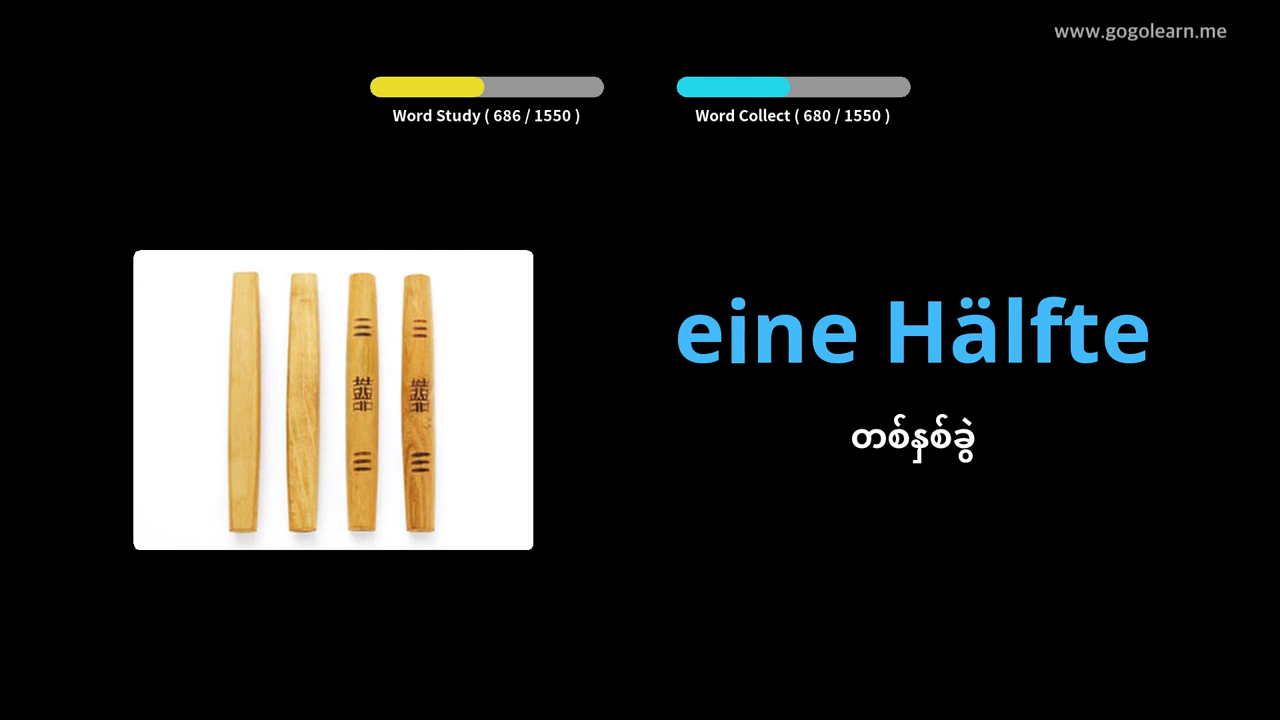 www.gogolearn.me
Word Study ( 686 / 1550 )
Word Collect ( 680 / 1550 )
eine Hälfte
တစ်နှစ်ခွဲ